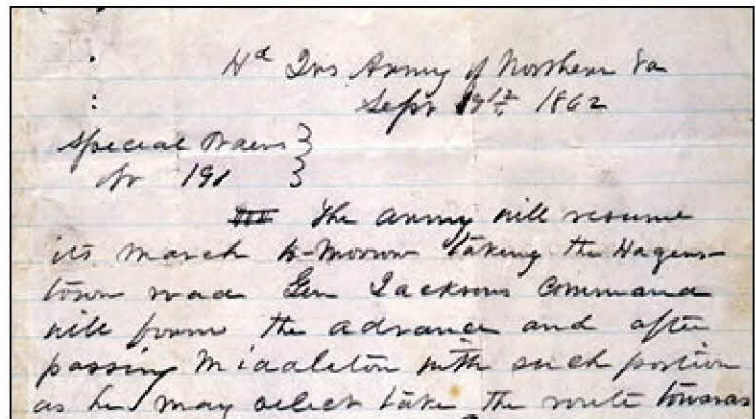 Hd Qrs Army of Northern Va
Sept 9th 1862
Special Orders }
No 191 }
III The Army will resume
its march to-morrow taking the Hagers-
town road Gen Jacksons Command
will form the advance and after
passing Middleton with such portion
as he may select take the route towards